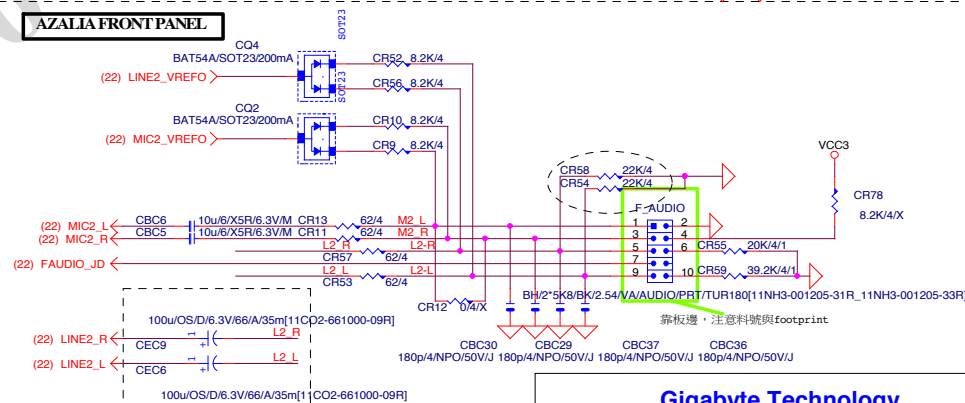 AZALIA FRONT PANEL
SOT23
CQ4
BAT54A/SOT23/200mA
(22) LINE2_VREFO
CR52 8.2K/4
SOT23
CR56 8.2K/4
CQ2
BAT54A/SOT23/200mA
(22) MIC2_VREFO
CR10 8.2K/4
CR9 8.2K/4
VCC3
CR58 22K/4
CR54 22K/4
CR78
8.2K/4/X
F_AUDIO
(22) MIC2_L CBC6 10u/6/X5R/6.3V/M CR13 62/4 M2_L
1 2
(22) MIC2_R CBC5 10u/6/X5R/6.3V/M CR11 62/4 M2_R
3 4
L2_R L2-R
5 6 CR55 20K/4/1
CR57 62/4
(22) FAUDIO_JD
7
L2_L L2-L
9 10 CR59 39.2K/4/1
CR53 62/4
CR12 0/4/X
BH/2*5K8/BK/2.54/VA/AUDIO/PRT/TUR180[11NH3-001205-31R_11NH3-001205-33R]
靠板邊，注意料號與footprint
100u/OS/D/6.3V/66/A/35m[11CO2-661000-09R]
(22) LINE2_R 1 + L2_R
CEC9
(22) LINE2_L 1 + L2_L
CEC6
100u/OS/D/6.3V/66/A/35m[11CO2-661000-09R]
CBC30 CBC29 CBC37 CBC36
180p/4/NPO/50V/J 180p/4/NPO/50V/J 180p/4/NPO/50V/J 180p/4/NPO/50V/J
Gigabyte Technology